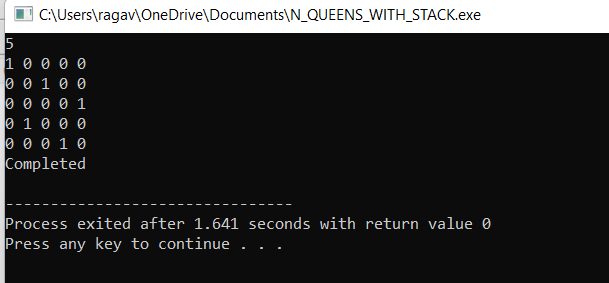 C:\Users\ragav\OneDrive\Documents\N_QUEENS_WITH_STACK.exe
5
1 0 0 0 0
0 0 1 0 0
0 0 0 0 1
0 1 0 0 0
0 0 0 1 0
Completed
--------------------------------
Process exited after 1.641 seconds with return value 0
Press any key to continue . . .